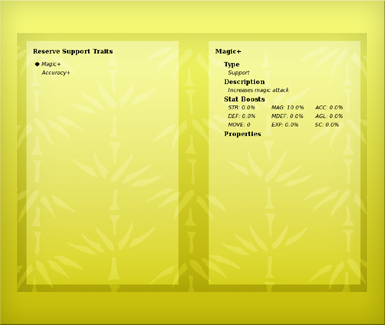 Reserve Support Traits
Magic+
Accuracy+
Magic+
Type
Support
Description
Increases magic attack
Stat Boosts
STR: 0.0% MAG: 10.0% ACC: 0.0%
DEF: 0.0% MDEF: 0.0% AGL: 0.0%
MOVE: 0 EXP: 0.0% SC: 0.0%
Properties